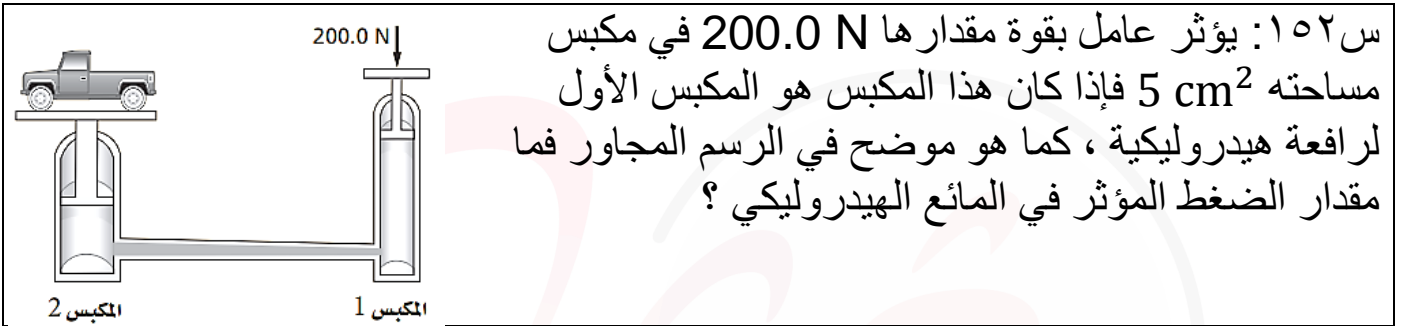 س١٥٢: يؤثر عامل بقوة مقدارها 200.0 N في مكبس
مساحته 5 cm² فإذا كان هذا المكبس هو المكبس الأول
لرافعة هيدروليكية ، كما هو موضح في الرسم المجاور فما
مقدار الضغط المؤثر في المائع الهيدروليكي ؟
200.0 N
المكبس 1
المكبس 2